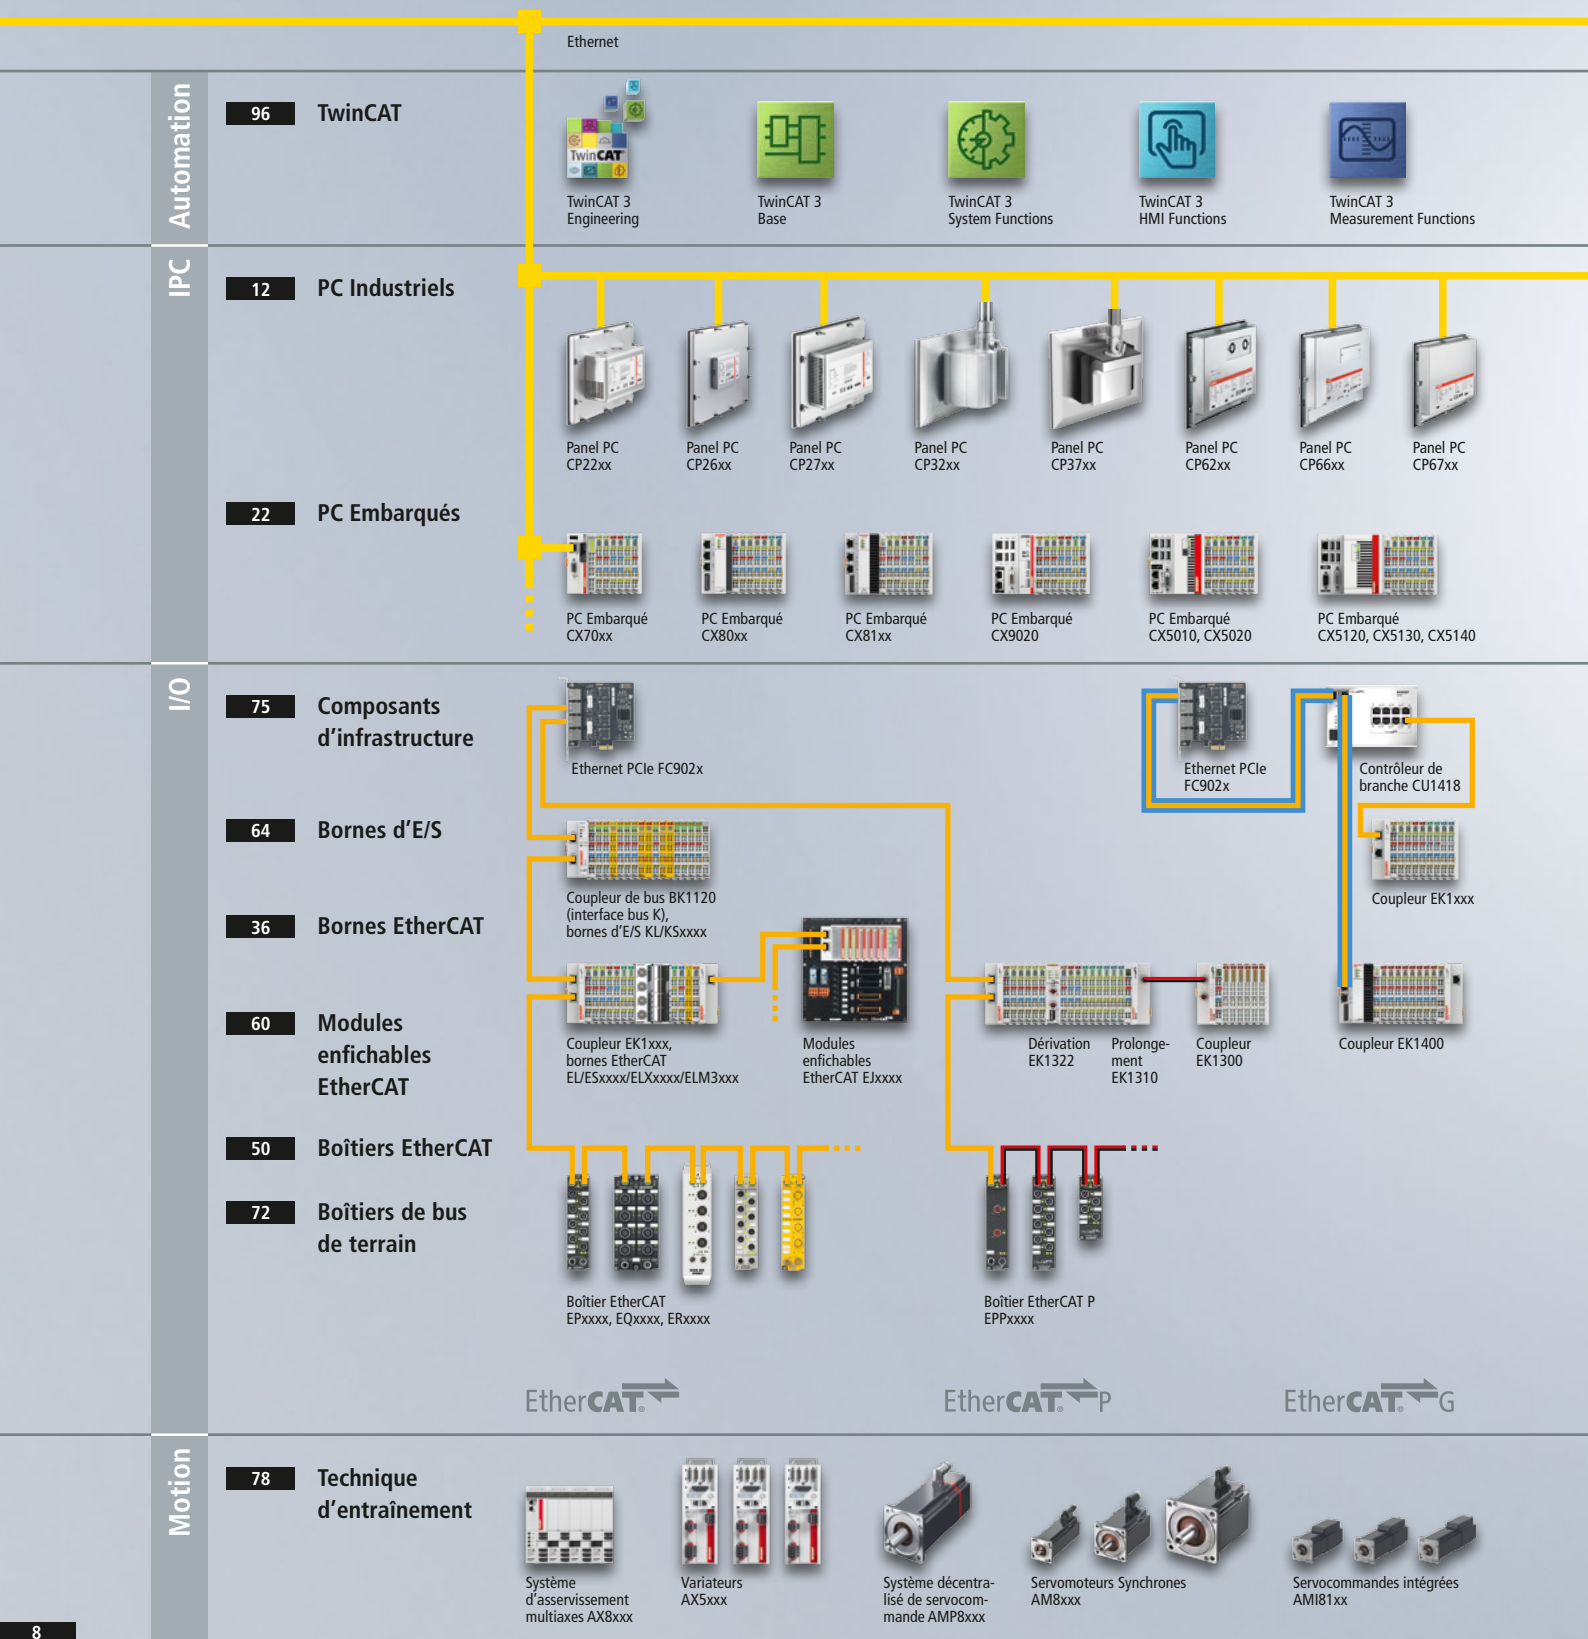 Ethernet
Automation
96 TwinCAT
TwinCAT
TwinCAT 3
Engineering
TwinCAT 3
Base
TwinCAT 3
System Functions
TwinCAT 3
HMI Functions
TwinCAT 3
Measurement Functions
IPC
12 PC Industriels
Panel PC
CP22xx
Panel PC
CP26xx
Panel PC
CP27xx
Panel PC
CP32xx
Panel PC
CP37xx
Panel PC
CP62xx
Panel PC
CP66xx
Panel PC
CP67xx
22 PC Embarqués
PC Embarqué
CX70xx
PC Embarqué
CX80xx
PC Embarqué
CX81xx
PC Embarqué
CX9020
PC Embarqué
CX5010, CX5020
PC Embarqué
CX5120, CX5130, CX5140
I/O
75 Composants
d’infrastructure
Ethernet PCIe FC902x
Ethernet PCIe
FC902x
Contrôleur de
branche CU1418
64 Bornes d’E/S
Coupleur de bus BK1120
(interface bus K),
bornes d’E/S KL/KSxxxx
Coupleur EK1xxx
36 Bornes EtherCAT
60 Modules
enfichables
EtherCAT
Coupleur EK1xxx,
bornes EtherCAT
EL/ESxxxx/ELXxxxx/ELM3xxx
Modules
enfichables
EtherCAT EJxxxx
Dérivation
EK1322
Prolonge-
ment
EK1310
Coupleur
EK1300
Coupleur EK1400
50 Boîtiers EtherCAT
72 Boîtiers de bus
de terrain
Boîtier EtherCAT
EPxxxx, EQxxxx, ERxxxx
Boîtier EtherCAT P
EPPxxxx
EtherCAT®
EtherCAT® P
EtherCAT® G
Motion
78 Technique
d’entraînement
Système
d’asservissement
multiaxes AX8xxx
Variateurs
AX5xxx
Système décentra-
lisé de servocom-
mande AMP8xxx
Servomoteurs Synchrones
AM8xxx
Servocommandes intégrées
AMI81xx
8